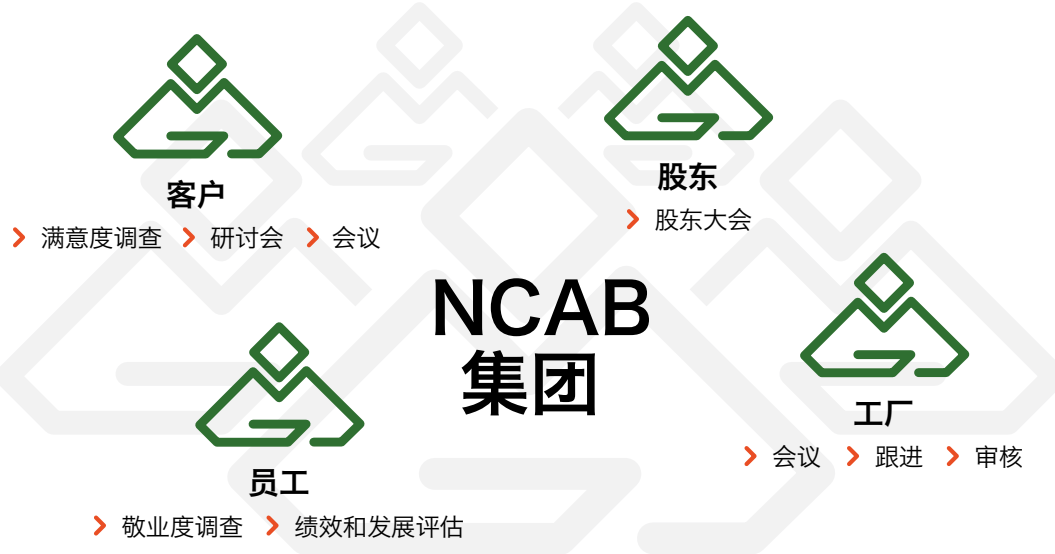 客户
满意度调查 研讨会 会议
股东
股东大会
NCAB
集团
工厂
会议 跟进 审核
员工
敬业度调查 绩效和发展评估